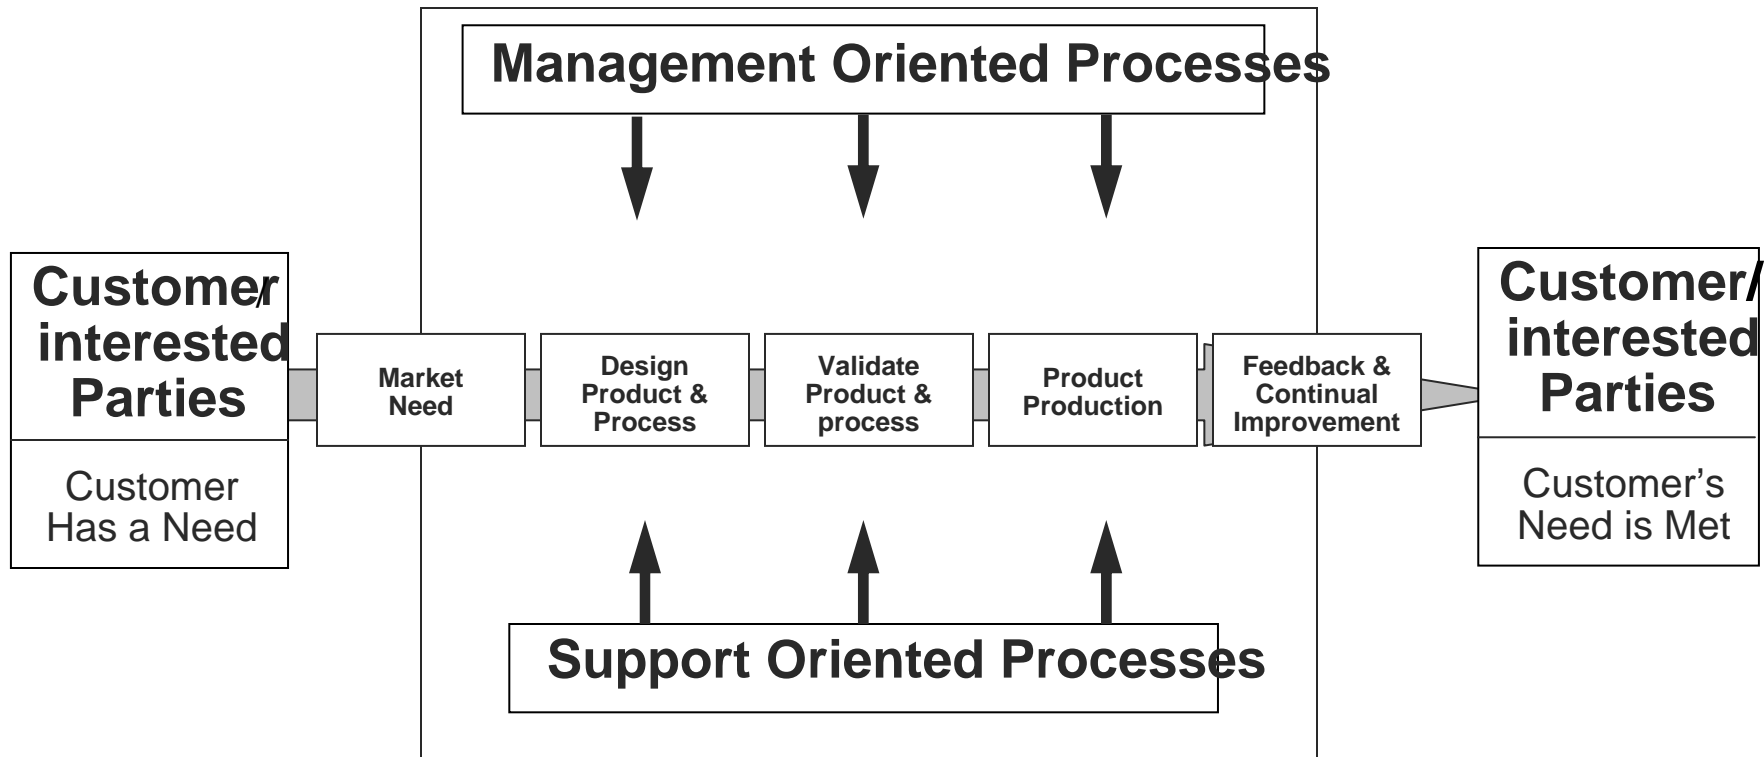 Management Oriented Processes
Customer/
interested
Parties
Customer
Has a Need
Market
Need
Design
Product &
Process
Validate
Product &
process
Product
Production
Feedback &
Continual
Improvement
Customer/
interested
Parties
Customer’s
Need is Met
Support Oriented Processes